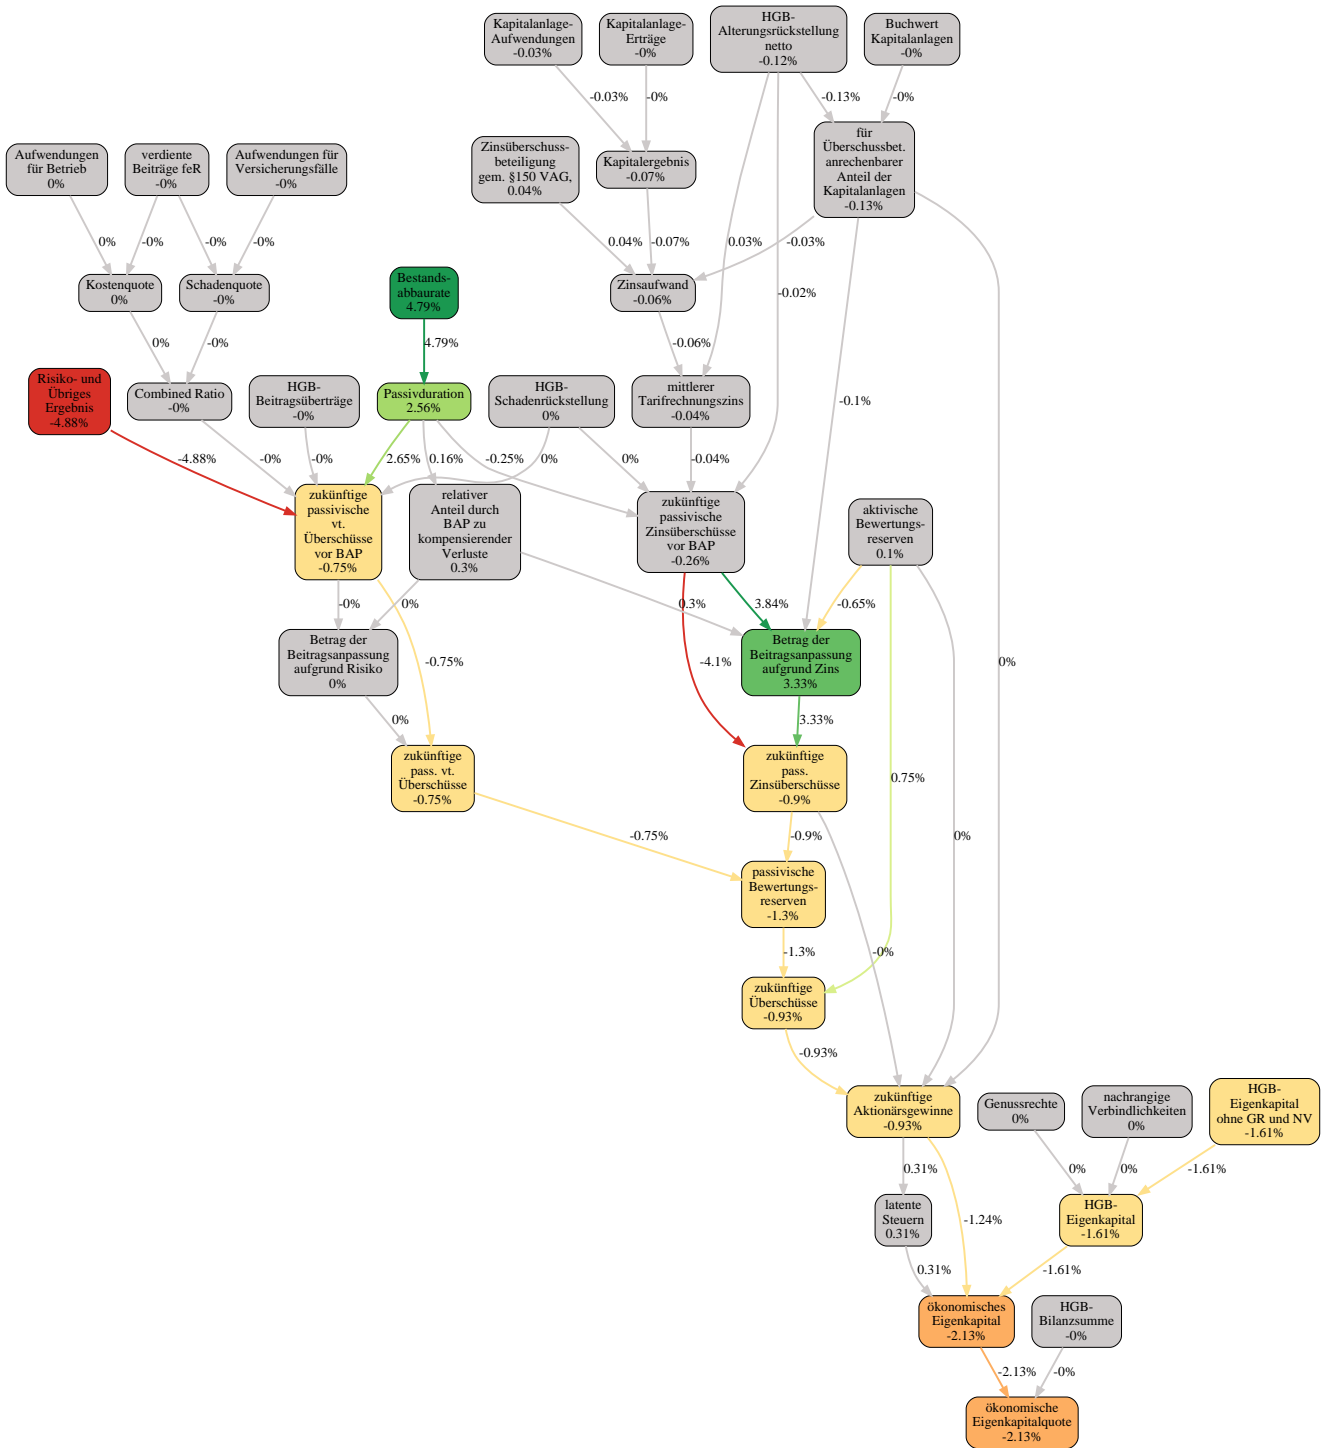 Kapitalanlage-
Aufwendungen
-0.03%
Kapitalanlage-
Erträge
-0%
HGB-
Alterungsrückstellung
netto
-0.12%
Buchwert
Kapitalanlagen
-0%
-0.03%
-0%
-0.13%
-0%
Aufwendungen
für Betrieb
0%
verdiente
Beiträge feR
-0%
Aufwendungen für
Versicherungsfälle
-0%
Zinsüberschuss-
beteiligung
gem. §150 VAG,
0.04%
Kapitalergebnis
-0.07%
für
Überschussbet.
anrechenbarer
Anteil der
Kapitalanlagen
-0.13%
0%
-0%
-0%
-0%
0.04%
-0.07%
0.03%
-0.03%
Kostenquote
0%
Schadenquote
-0%
Bestands-
abbaurate
4.79%
Zinsaufwand
-0.06%
-0.02%
0%
-0%
4.79%
-0.06%
Risiko- und
Übriges
Ergebnis
-4.88%
Combined Ratio
-0%
HGB-
Beitragsüberträge
-0%
Passivduration
2.56%
HGB-
Schadenrückstellung
0%
mittlerer
Tarifrechnungszins
-0.04%
-0.1%
-4.88%
-0%
-0%
2.65%
0.16%
-0.25%
0%
0%
-0.04%
zukünftige
passivische
vt.
Überschüsse
vor BAP
-0.75%
relativer
Anteil durch
BAP zu
kompensierender
Verluste
0.3%
zukünftige
passivische
Zinsüberschüsse
vor BAP
-0.26%
aktivische
Bewertungs-
reserven
0.1%
-0%
0%
0.3%
3.84%
-0.65%
Betrag der
Beitragsanpassung
aufgrund Risiko
0%
-0.75%
-4.1%
Betrag der
Beitragsanpassung
aufgrund Zins
3.33%
0%
0%
3.33%
zukünftige
pass. vt.
Überschüsse
-0.75%
zukünftige
pass.
Zinsüberschüsse
-0.9%
0.75%
0%
-0.75%
-0.9%
passivische
Bewertungs-
reserven
-1.3%
-1.3%
-0%
zukünftige
Überschüsse
-0.93%
-0.93%
zukünftige
Aktionärsgewinne
-0.93%
Genussrechte
0%
nachrangige
Verbindlichkeiten
0%
HGB-
Eigenkapital
ohne GR und NV
-1.61%
0.31%
0%
0%
-1.61%
latente
Steuern
0.31%
-1.24%
HGB-
Eigenkapital
-1.61%
0.31%
-1.61%
ökonomisches
Eigenkapital
-2.13%
HGB-
Bilanzsumme
-0%
-2.13%
-0%
ökonomische
Eigenkapitalquote
-2.13%